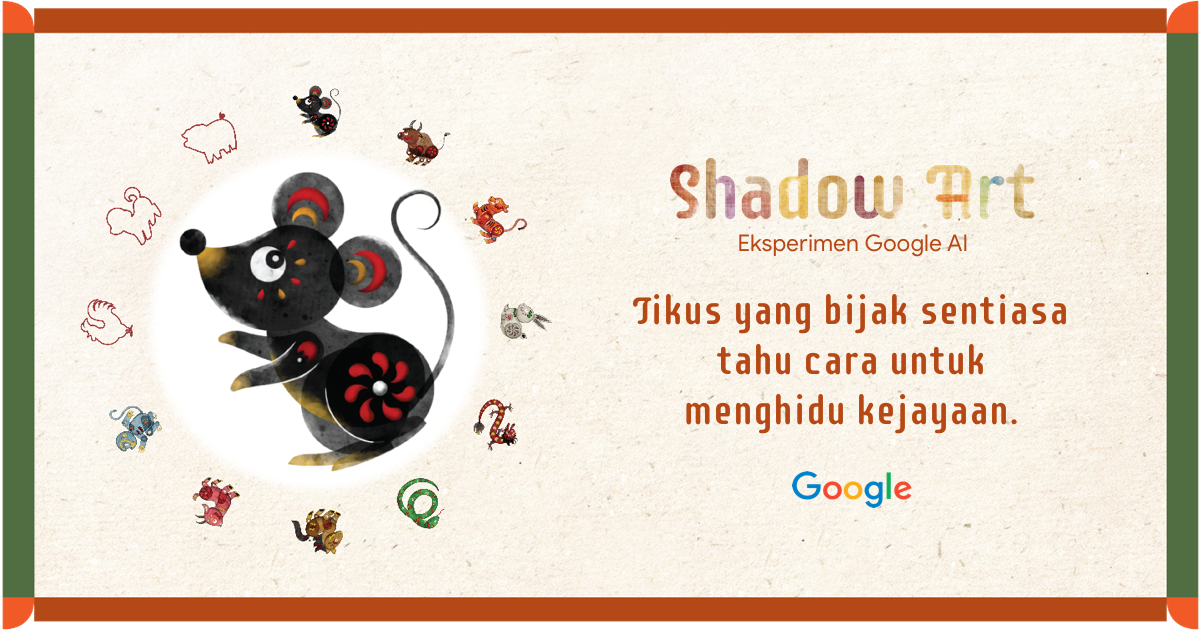 Shadow Art
Eksperimen Google AI
Tikus yang bijak sentiasa
tahu cara untuk
menghidu kejayaan.
Google